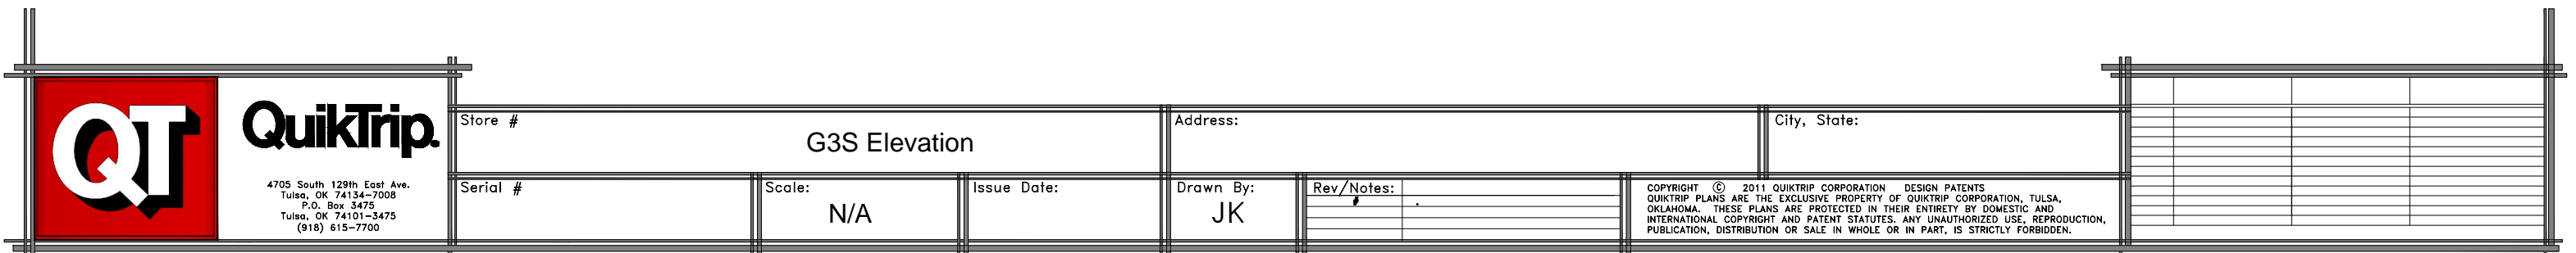 QT
QuikTrip.
4705 South 129th East Ave.
Tulsa, OK 74134-7008
P.O. Box 3475
Tulsa, OK 74101-3475
(918) 615-7700
Store #
G3S Elevation
Address:
City, State:
Serial #
Scale:
N/A
Issue Date:
Drawn By:
JK
Rev/Notes:
COPYRIGHT © 2011 QUIKTRIP CORPORATION DESIGN PATENTS
QUIKTRIP PLANS ARE THE EXCLUSIVE PROPERTY OF QUIKTRIP CORPORATION, TULSA,
OKLAHOMA. THESE PLANS ARE PROTECTED IN THEIR ENTIRETY BY DOMESTIC AND
INTERNATIONAL COPYRIGHT AND PATENT STATUTES. ANY UNAUTHORIZED USE, REPRODUCTION,
PUBLICATION, DISTRIBUTION OR SALE IN WHOLE OR IN PART, IS STRICTLY FORBIDDEN.